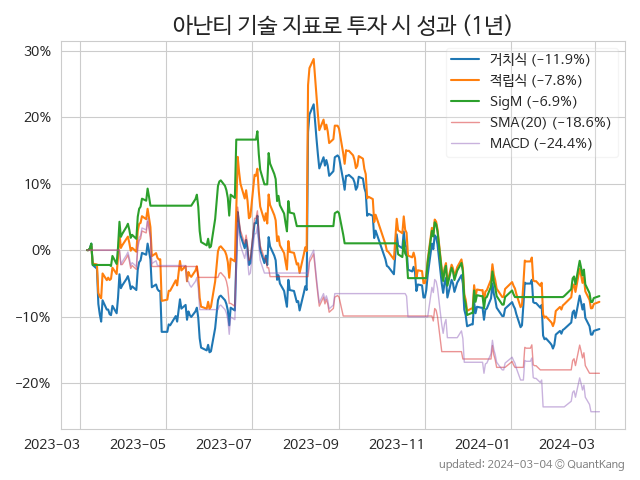 아난티 기술 지표로 투자 시 성과 (1년)
30%
20%
10%
0%
−10%
−20%
거치식 (−11.9%)
적립식 (−7.8%)
SigM (−6.9%)
SMA(20) (−18.6%)
MACD (−24.4%)
2023-03 2023-05 2023-07 2023-09 2023-11 2024-01 2024-03
updated: 2024-03-04 © QuantKang